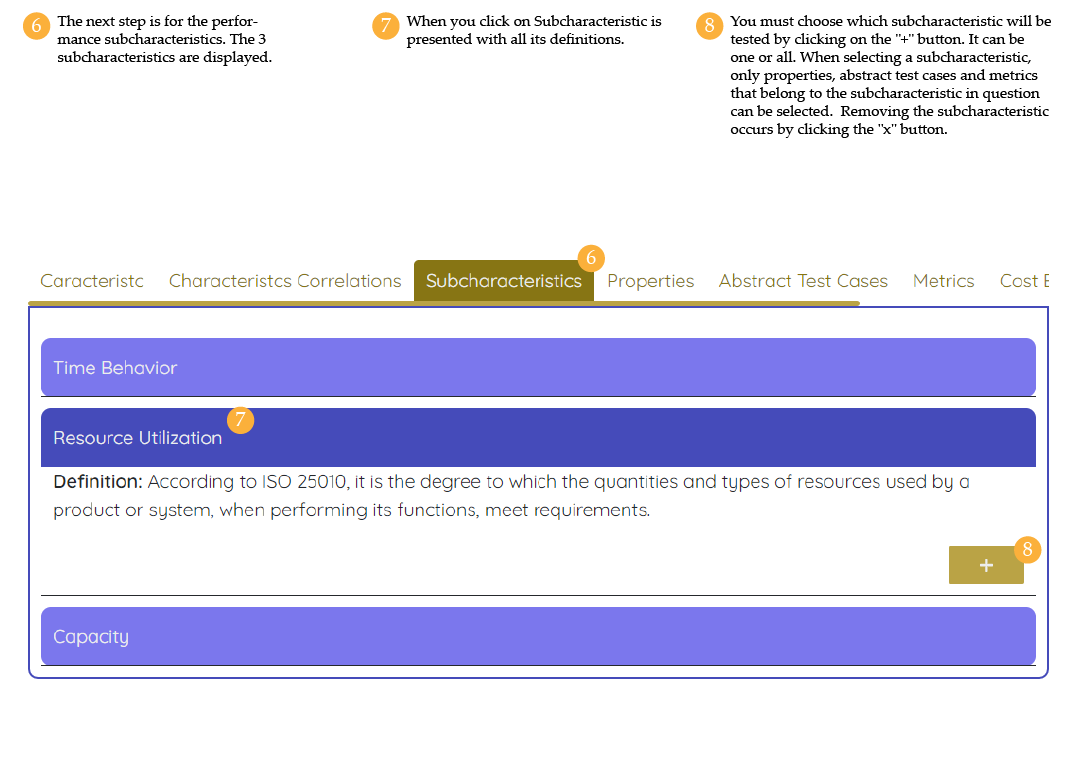 6 The next step is for the perfor-
mance subcharacteristics. The 3
subcharacteristics are displayed.
7 When you click on Subcharacteristic is
presented with all its definitions.
8 You must choose which subcharacteristic will be
tested by clicking on the "+" button. It can be
one or all. When selecting a subcharacteristic,
only properties, abstract test cases and metrics
that belong to the subcharacteristic in question
can be selected. Removing the subcharacteristic
occurs by clicking the "x" button.
6
Caracteristc Characteristcs Correlations Subcharacteristics Properties Abstract Test Cases Metrics Cost E
Time Behavior
7
Resource Utilization
Definition: According to ISO 25010, it is the degree to which the quantities and types of resources used by a
product or system, when performing its functions, meet requirements.
8
+
Capacity